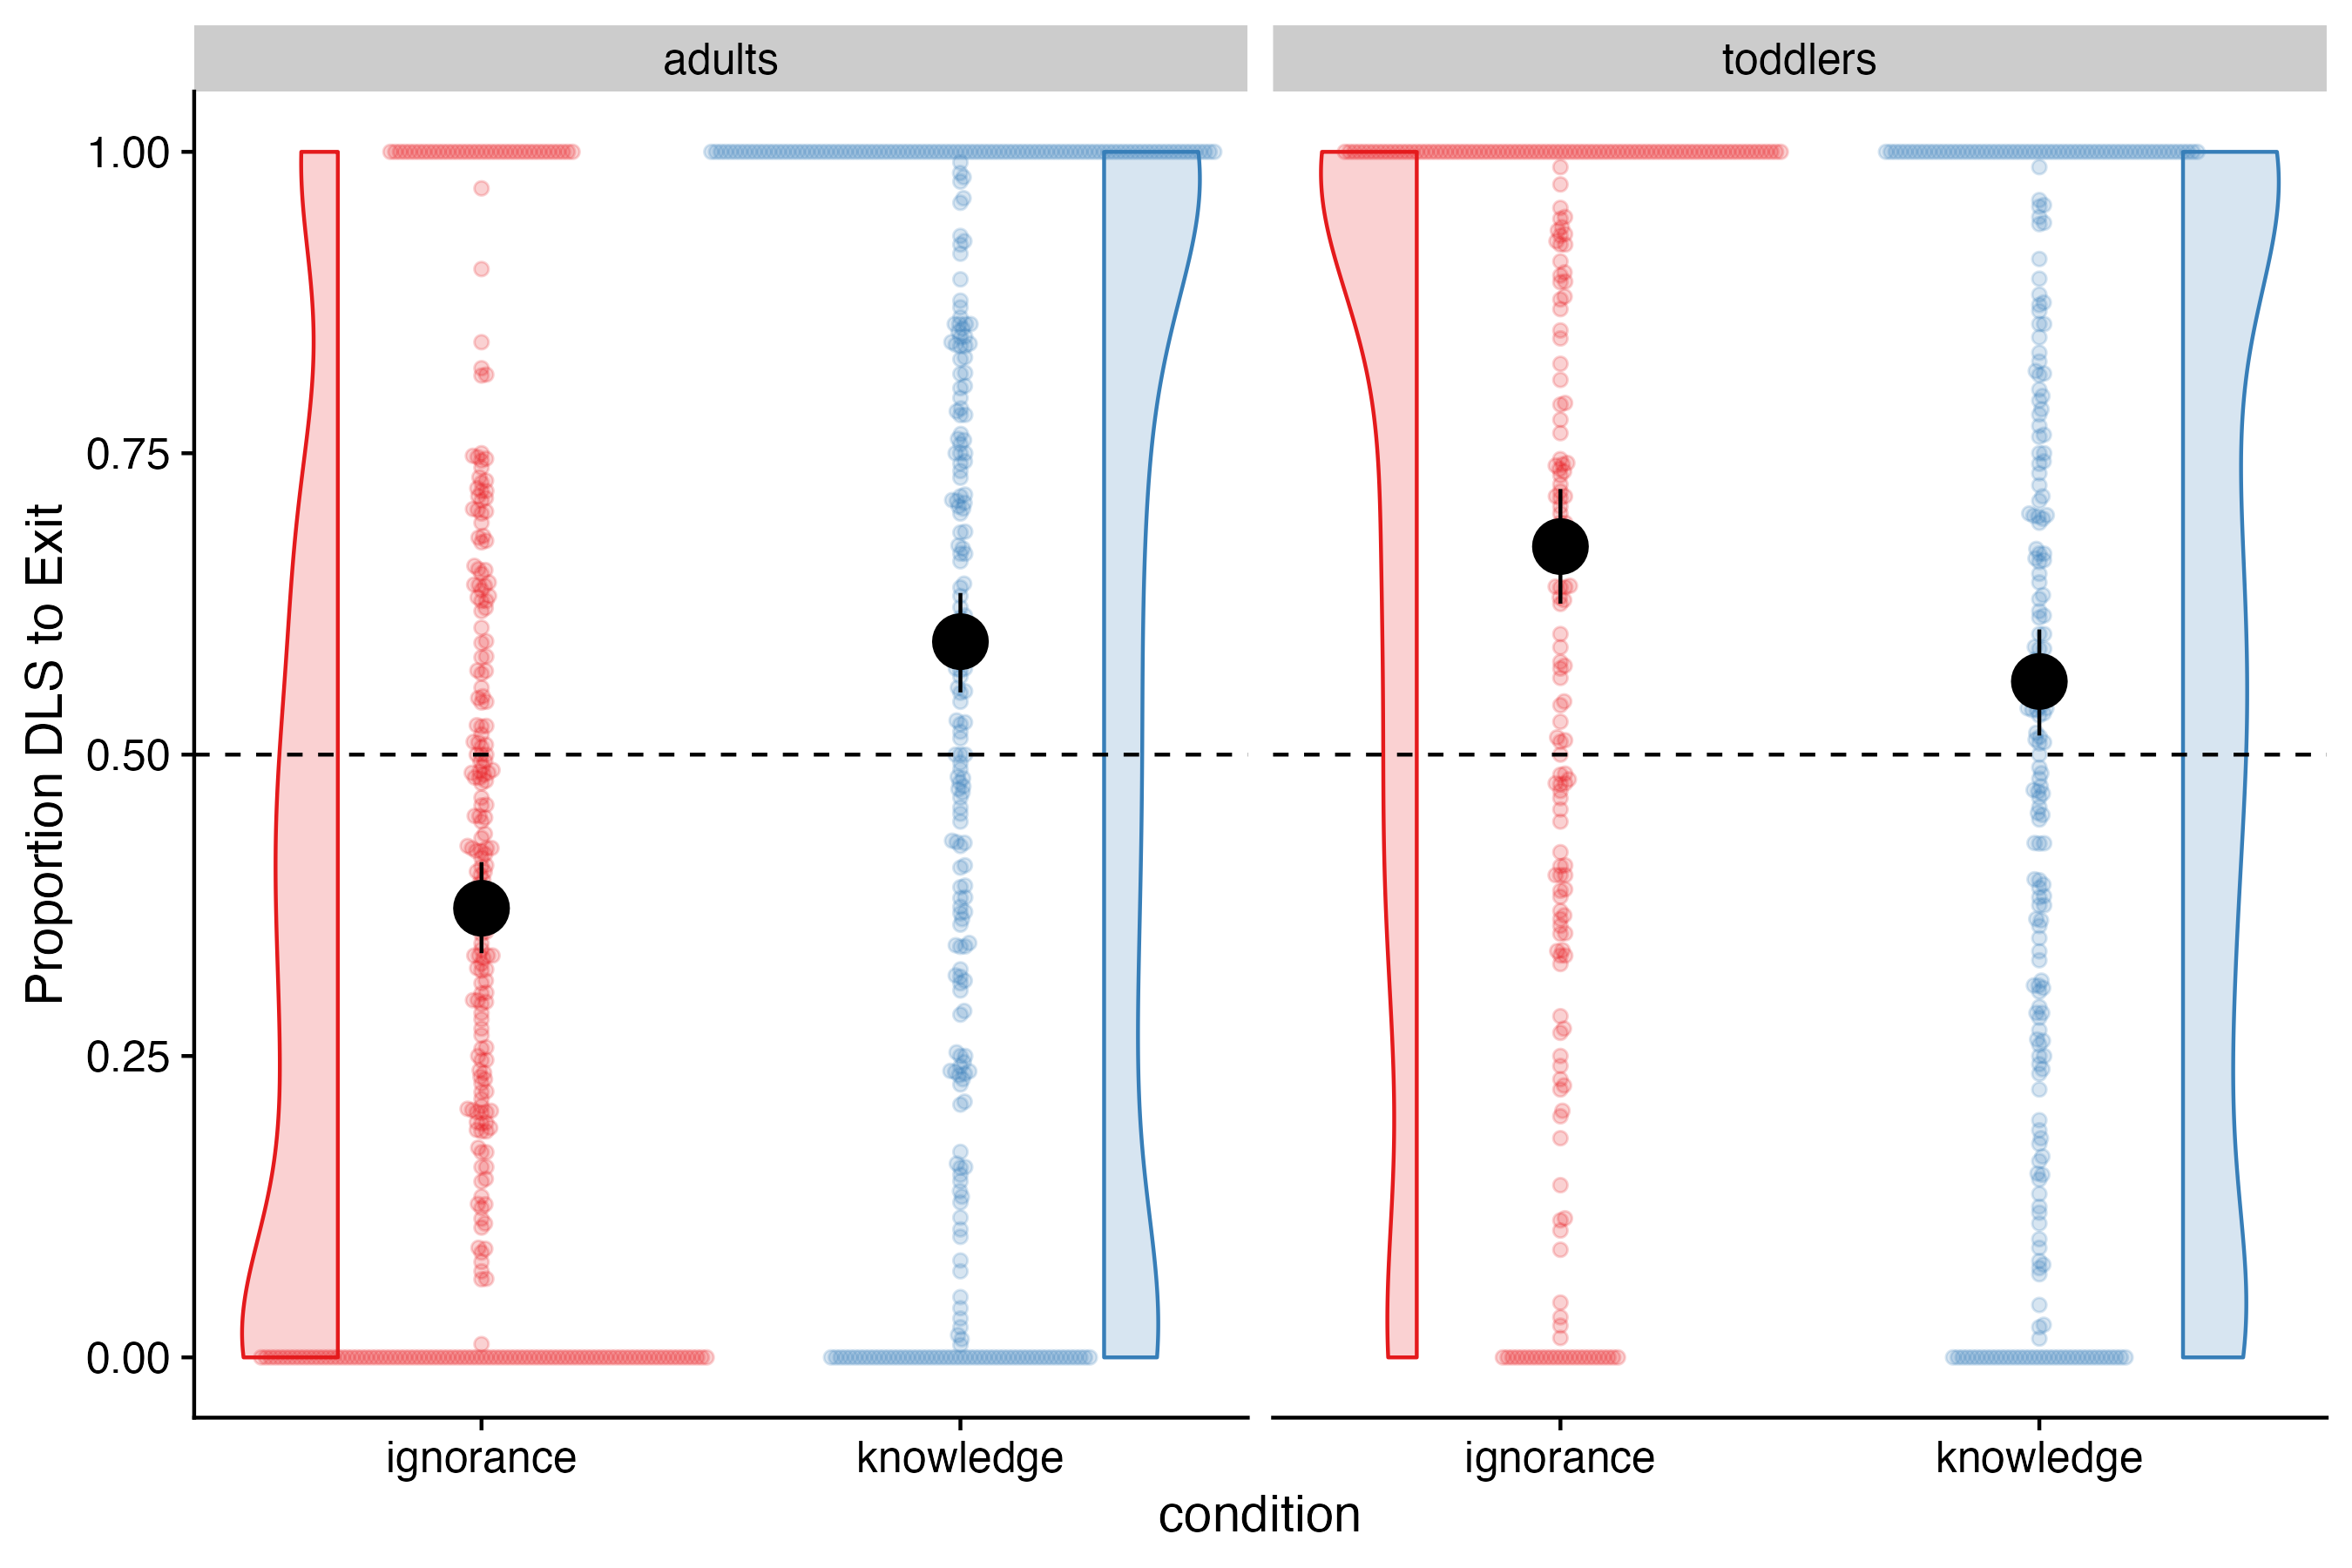 adults
toddlers
1.00
0.75
0.50
0.25
0.00
Proportion DLS to Exit
ignorance
knowledge
ignorance
knowledge
condition